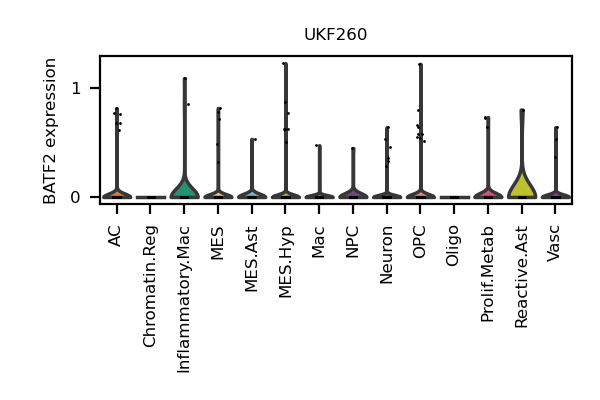 UKF260
BATF2 expression
1
0
AC
Chromatin.Reg
Inflammatory.Mac
MES
MES.Ast
MES.Hyp
Mac
NPC
Neuron
OPC
Oligo
Prolif.Metab
Reactive.Ast
Vasc